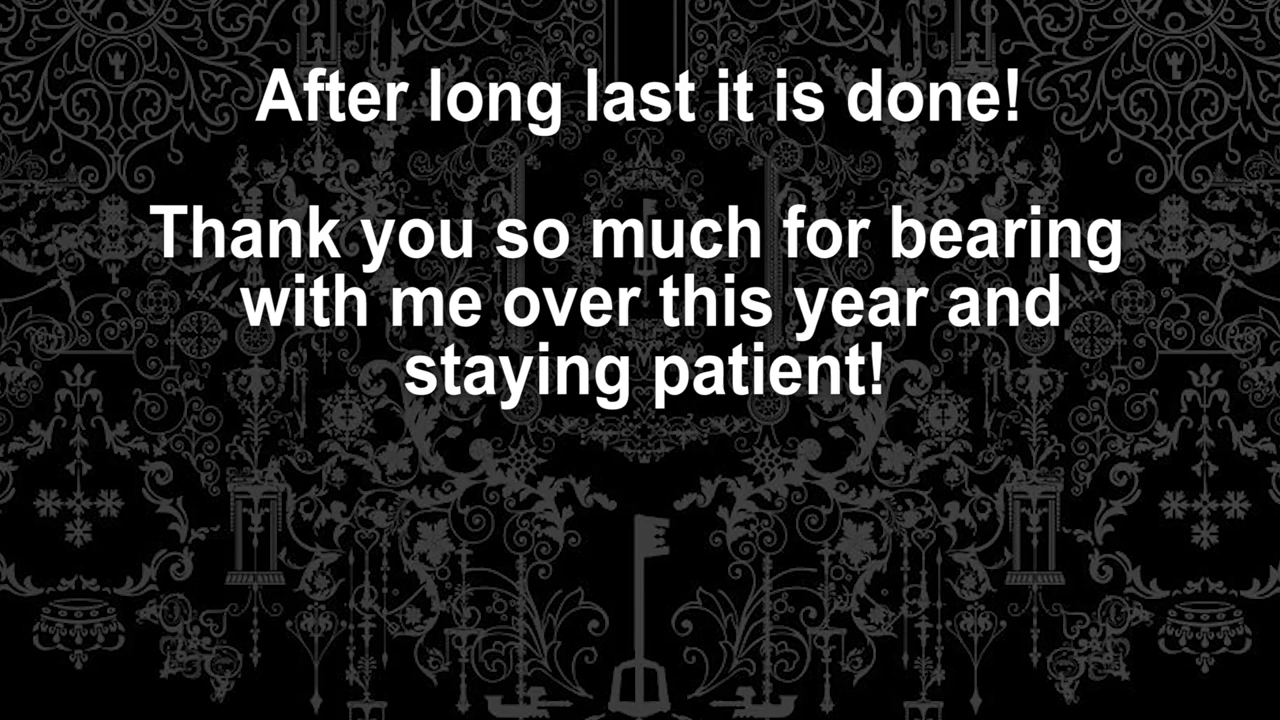 After long last it is done!
Thank you so much for bearing
with me over this year and
staying patient!